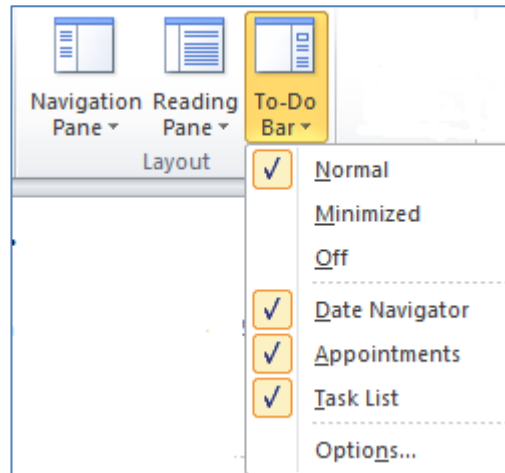 Navigation Reading To-Do
Pane Pane Bar
Layout
Normal
Minimized
Off
Date Navigator
Appointments
Task List
Options...